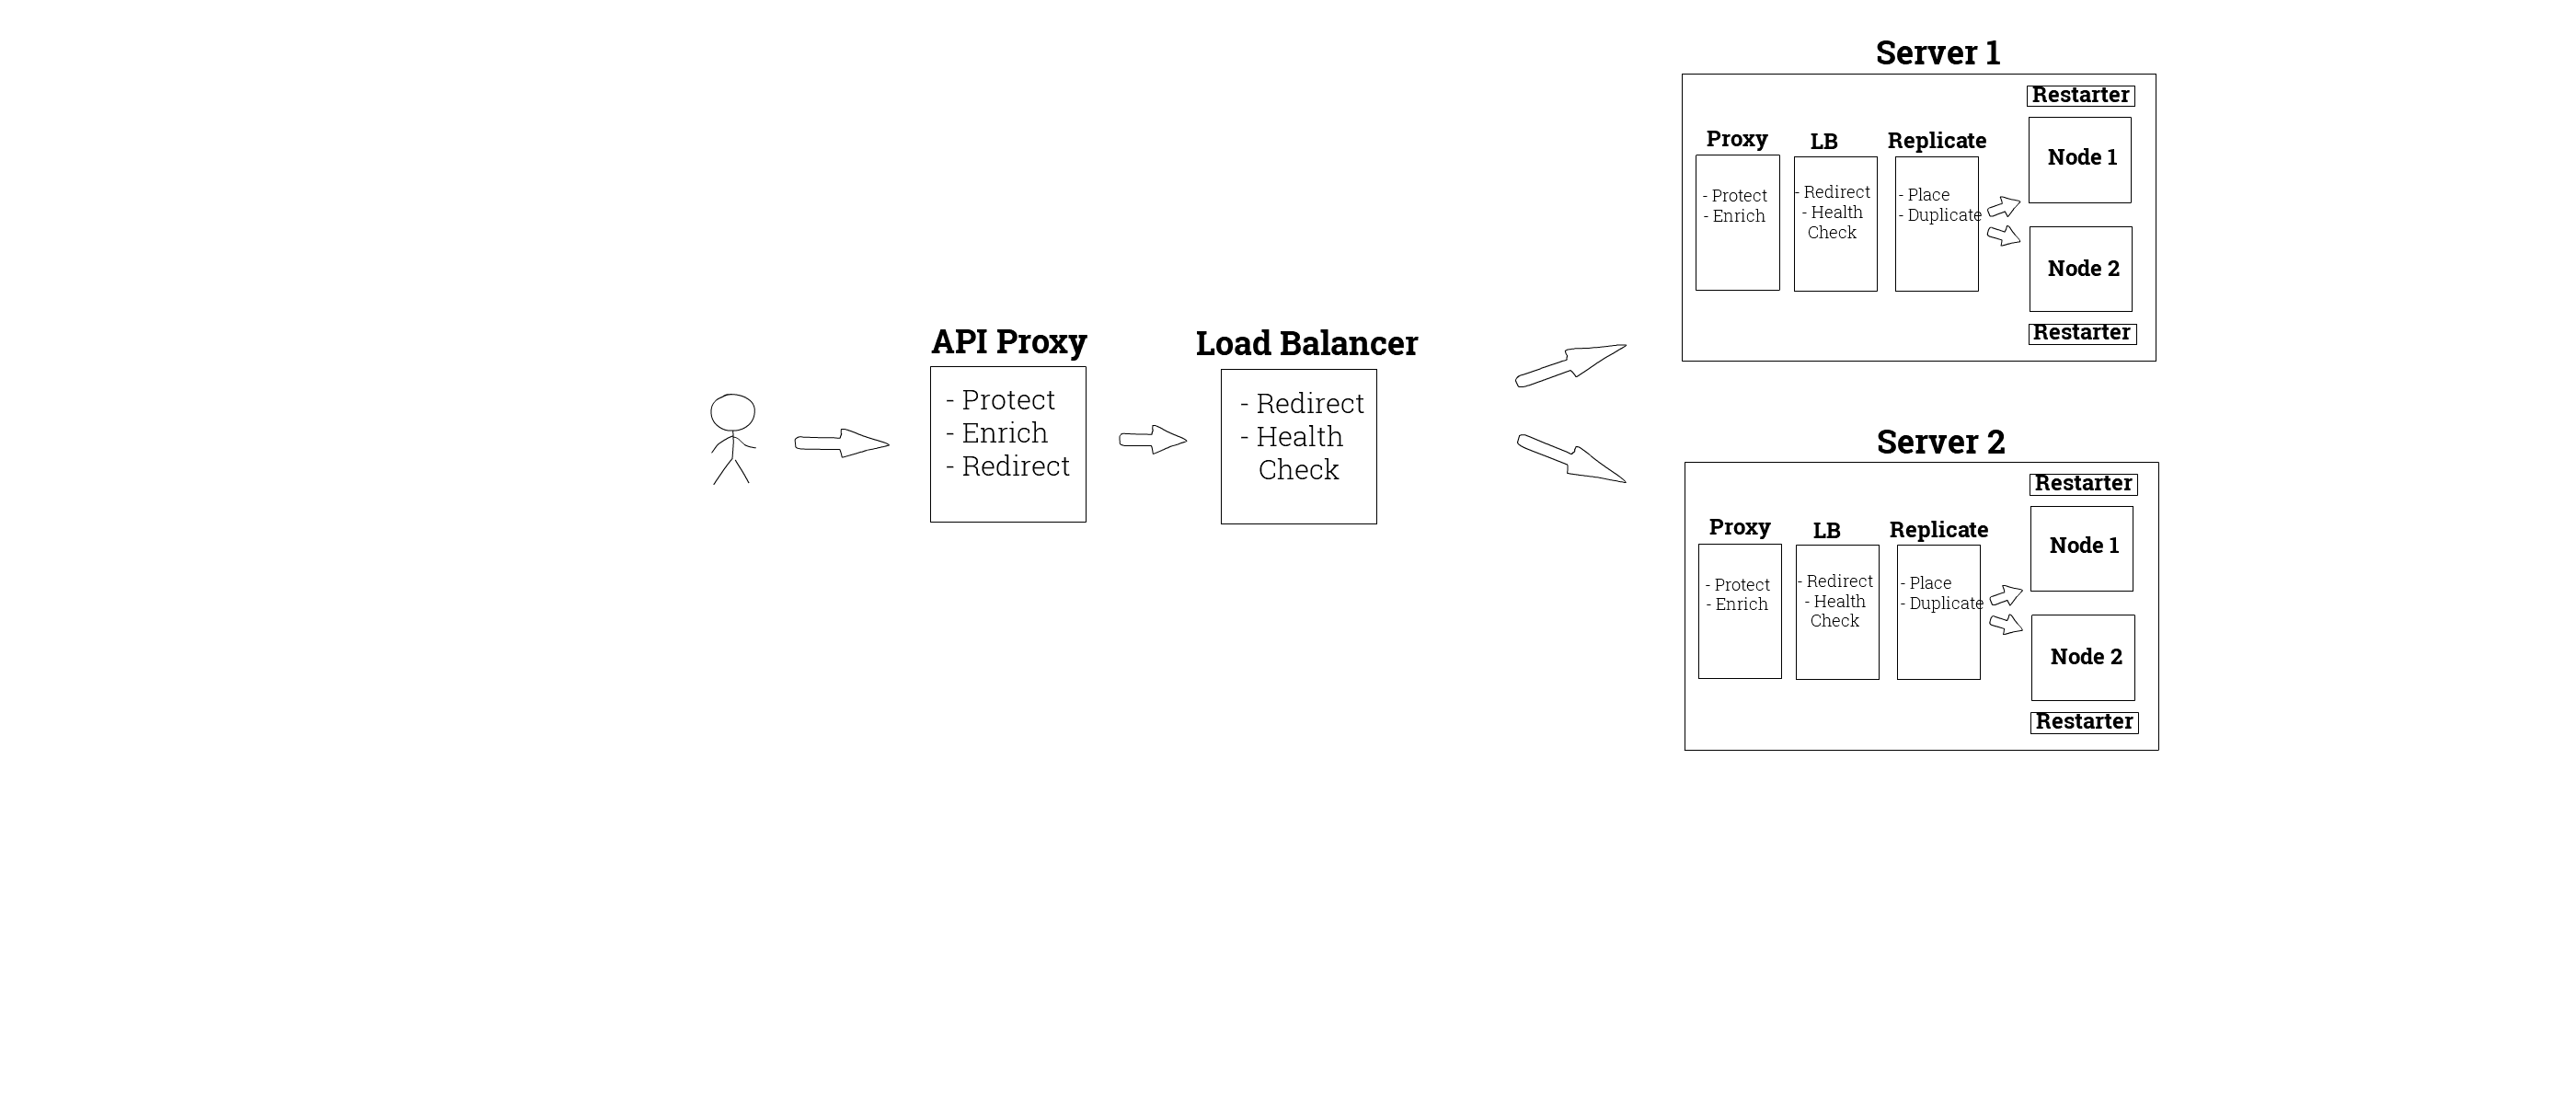 API Proxy
- Protect
- Enrich
- Redirect
Load Balancer
- Redirect
- Health
Check
Server 1
Proxy
- Protect
- Enrich
LB
- Redirect
- Health
Check
Replicate
- Place
- Duplicate
Restarter
Node 1
Node 2
Restarter
Server 2
Proxy
- Protect
- Enrich
LB
- Redirect
- Health
Check
Replicate
- Place
- Duplicate
Restarter
Node 1
Node 2
Restarter